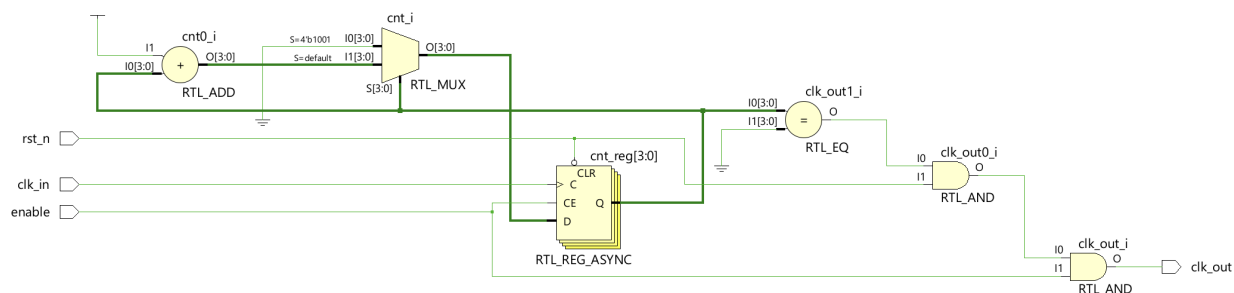 cnt_i
cnt0_i
S=4'b1001 I0[3:0]
I1
O[3:0]
I0[3:0]
O[3:0]
S=default I1[3:0]
+
RTL_ADD
S[3:0]
RTL_MUX
clk_out1_i
I0[3:0]
O
I1[3:0]
=
RTL_EQ
rst_n
cnt_reg[3:0]
clk_out0_i
I0
O
I1
RTL_AND
CLR
clk_in
C
enable
CE
Q
D
RTL_REG_ASYNC
clk_out_i
I0
O
I1
clk_out
RTL_AND